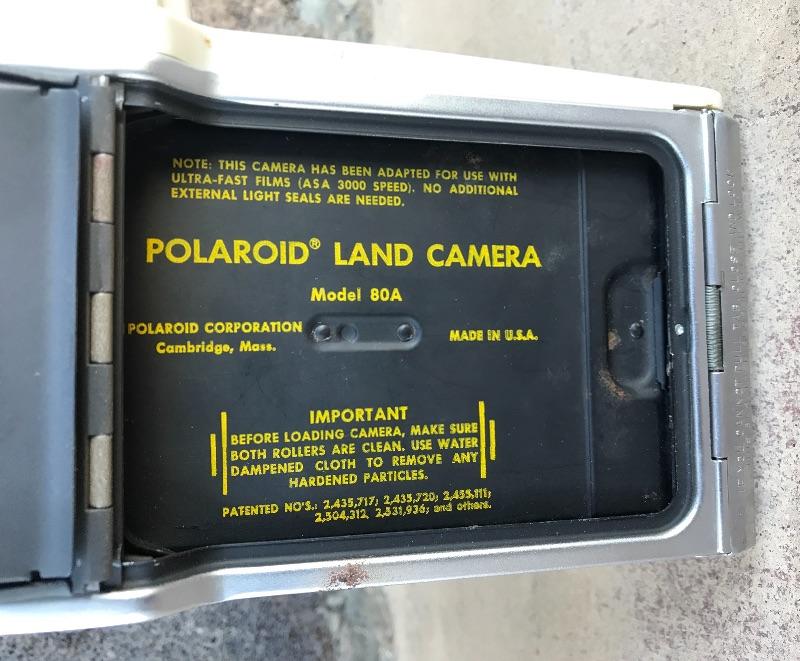 NOTE: THIS CAMERA HAS BEEN ADAPTED FOR USE WITH
ULTRA-FAST FILMS (ASA 3000 SPEED). NO ADDITIONAL
EXTERNAL LIGHT SEALS ARE NEEDED.
POLAROID® LAND CAMERA
Model 80A
POLAROID CORPORATION
Cambridge, Mass.
MADE IN U.S.A.
IMPORTANT
BEFORE LOADING CAMERA, MAKE SURE
BOTH ROLLERS ARE CLEAN. USE WATER
DAMPENED CLOTH TO REMOVE ANY
HARDENED PARTICLES.
PATENTED NO'S.: 2,435,717; 2,435,720; 2,455,111;
2,504,312, 2,531,936; and others.